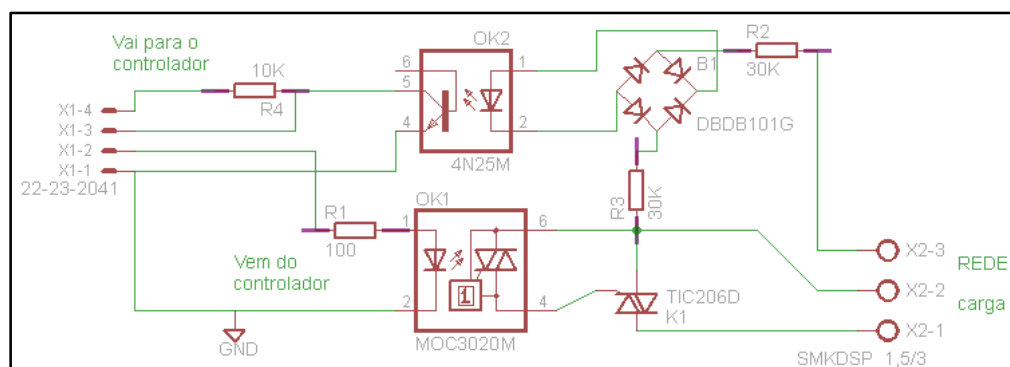 Vai para o
controlador
X1-4
X1-3
X1-2
X1-1
22-23-2041
10K
R4
OK2
6
5
4
1
2
4N25M
B1
DBDB101G
R2
30K
R3
30K
R1
100
Vem do
controlador
GND
OK1
1
2
6
4
1
MOC3020M
TIC206D
K1
X2-3
X2-2
X2-1
REDE
carga
SMKDSP 1,5/3